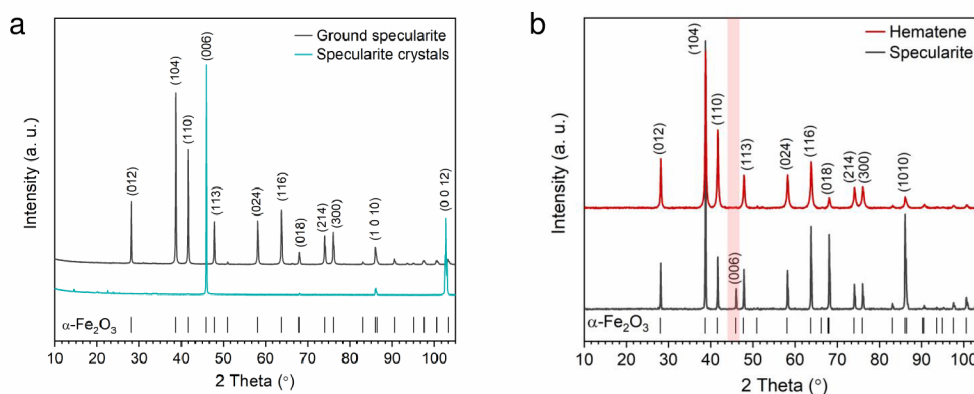 a
Intensity (a. u.)
Ground specularite
Specularite crystals
(012)
(104)
(110)
(006)
(113)
(024)
(116)
(018)
(214)
(300)
(1 0 10)
(0 0 12)
α-Fe₂O₃
10 20 30 40 50 60 70 80 90 100
2 Theta (°)
b
Intensity (a. u.)
Hematene
Specularite
(012)
(104)
(110)
(006)
(113)
(024)
(116)
(018)
(214)
(300)
(1010)
α-Fe₂O₃
10 20 30 40 50 60 70 80 90 10
2 Theta (°)